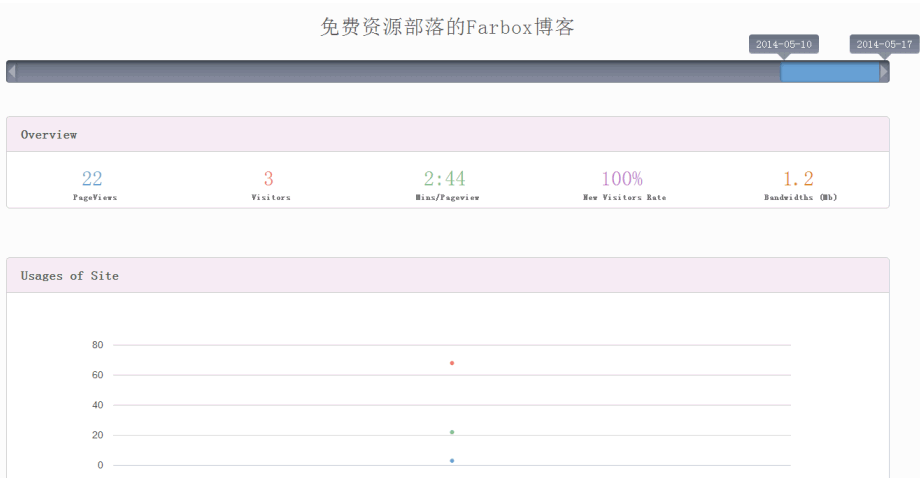 免费资源部落的Farbox博客
2014-05-10 2014-05-17
Overview
22 3 2:44 100% 1.2
PageViews Visitors Mins/Pageview New Visitors Rate Bandwidths (Mb)
Usages of Site
80
60
40
20
0